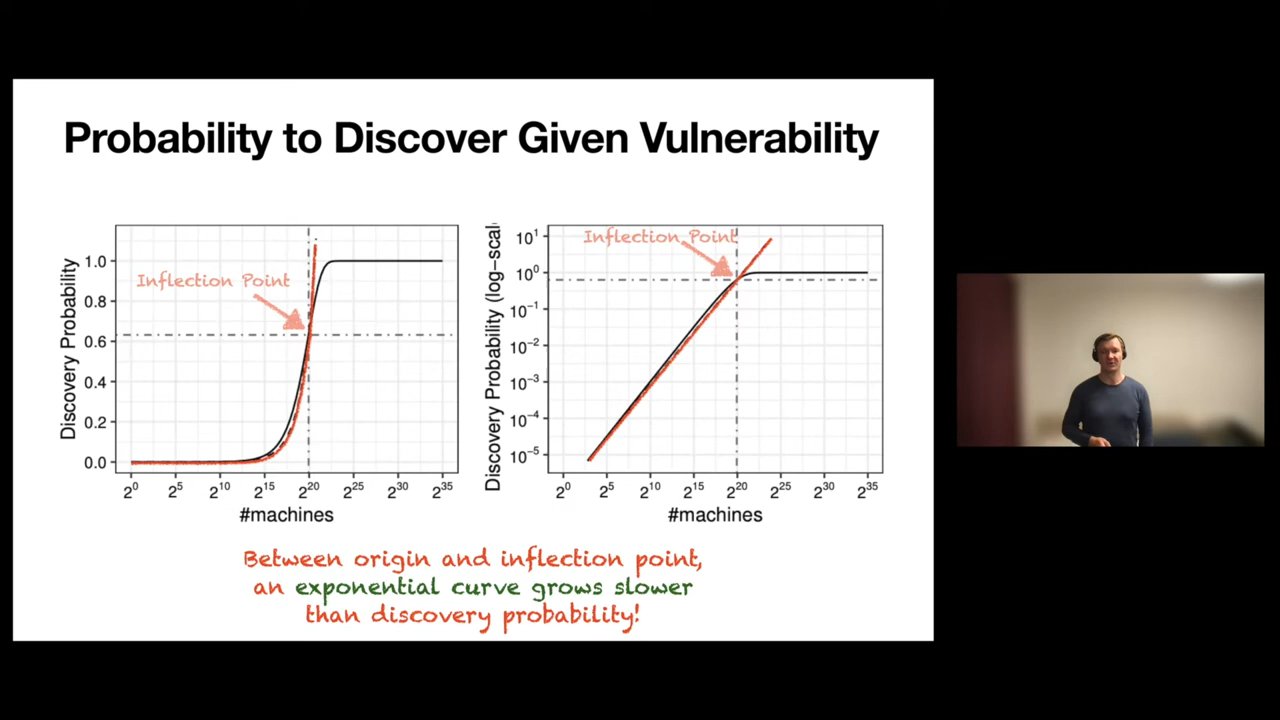 Probability to Discover Given Vulnerability
Discovery Probability
1.0
0.8
0.6
0.4
0.2
0.0
Inflection Point
2^0 2^5 2^10 2^15 2^20 2^25 2^30 2^35
#machines
Discovery Probability (log-scal
10^1
10^0
10^-1
10^-2
10^-3
10^-4
10^-5
Inflection Point
2^0 2^5 2^10 2^15 2^20 2^25 2^30 2^35
#machines
Between origin and inflection point,
an exponential curve grows slower
than discovery probability!